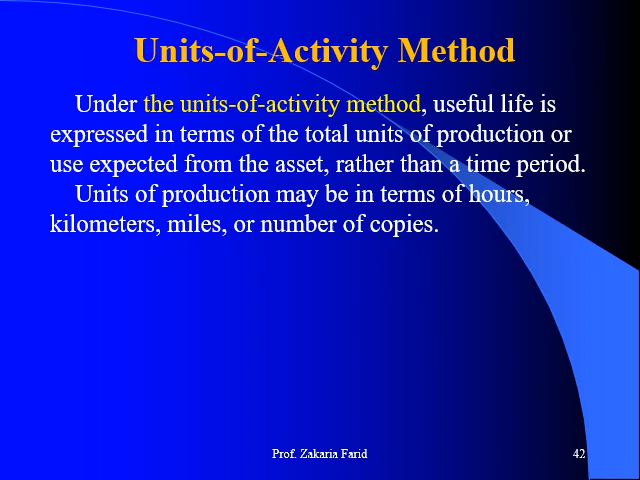 Units-of-Activity Method
Under the units-of-activity method, useful life is
expressed in terms of the total units of production or
use expected from the asset, rather than a time period.
Units of production may be in terms of hours,
kilometers, miles, or number of copies.
Prof. Zakaria Farid
42